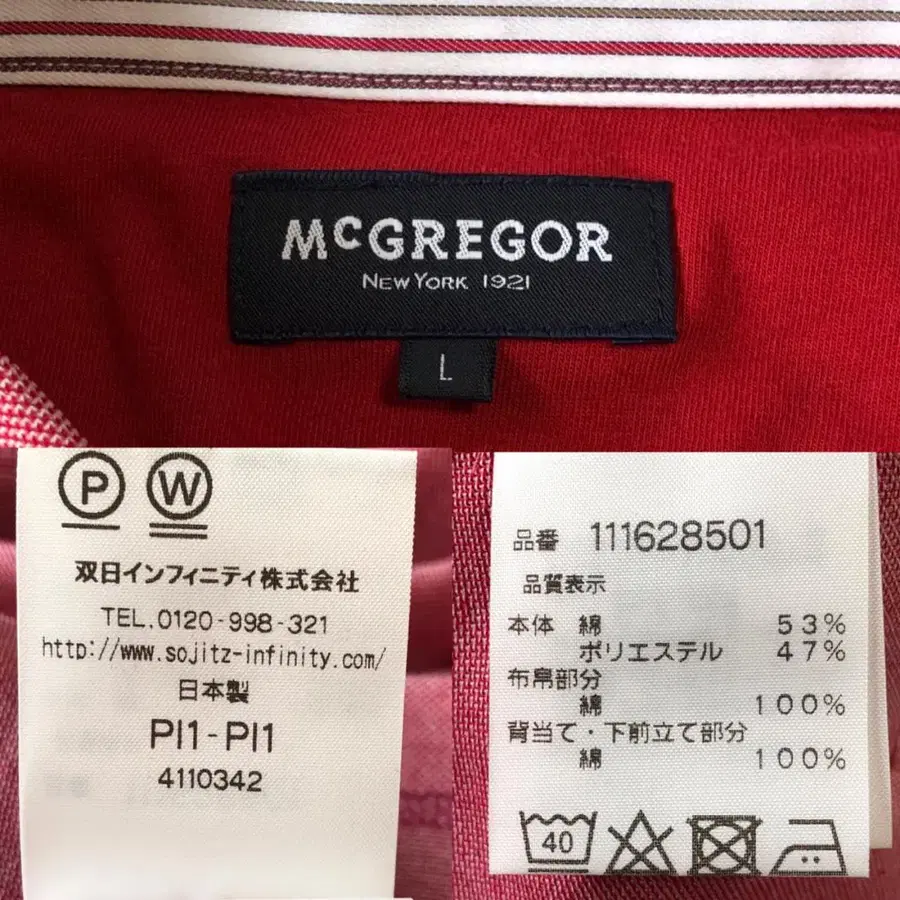 McGREGOR
NEW YORK 1921
L
P W
双日インフィニティ株式会社
TEL.0120-998-321
http://www.sojitz-infinity.com/
日本製
PI1-PI1
4110342
品番 111628501
品質表示
本体 綿 53%
ポリエステル 47%
布帛部分
綿 100%
背当て・下前立て部分
綿 100%
40